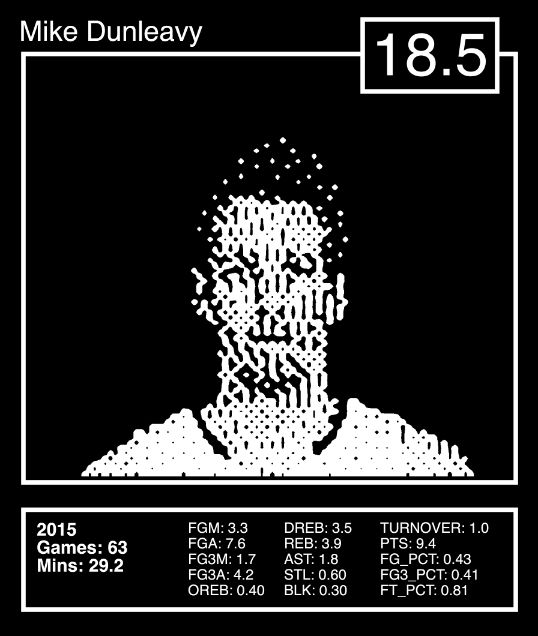 Mike Dunleavy
18.5
2015
Games: 63
Mins: 29.2
FGM: 3.3
FGA: 7.6
FG3M: 1.7
FG3A: 4.2
OREB: 0.40
DREB: 3.5
REB: 3.9
AST: 1.8
STL: 0.60
BLK: 0.30
TURNOVER: 1.0
PTS: 9.4
FG_PCT: 0.43
FG3_PCT: 0.41
FT_PCT: 0.81